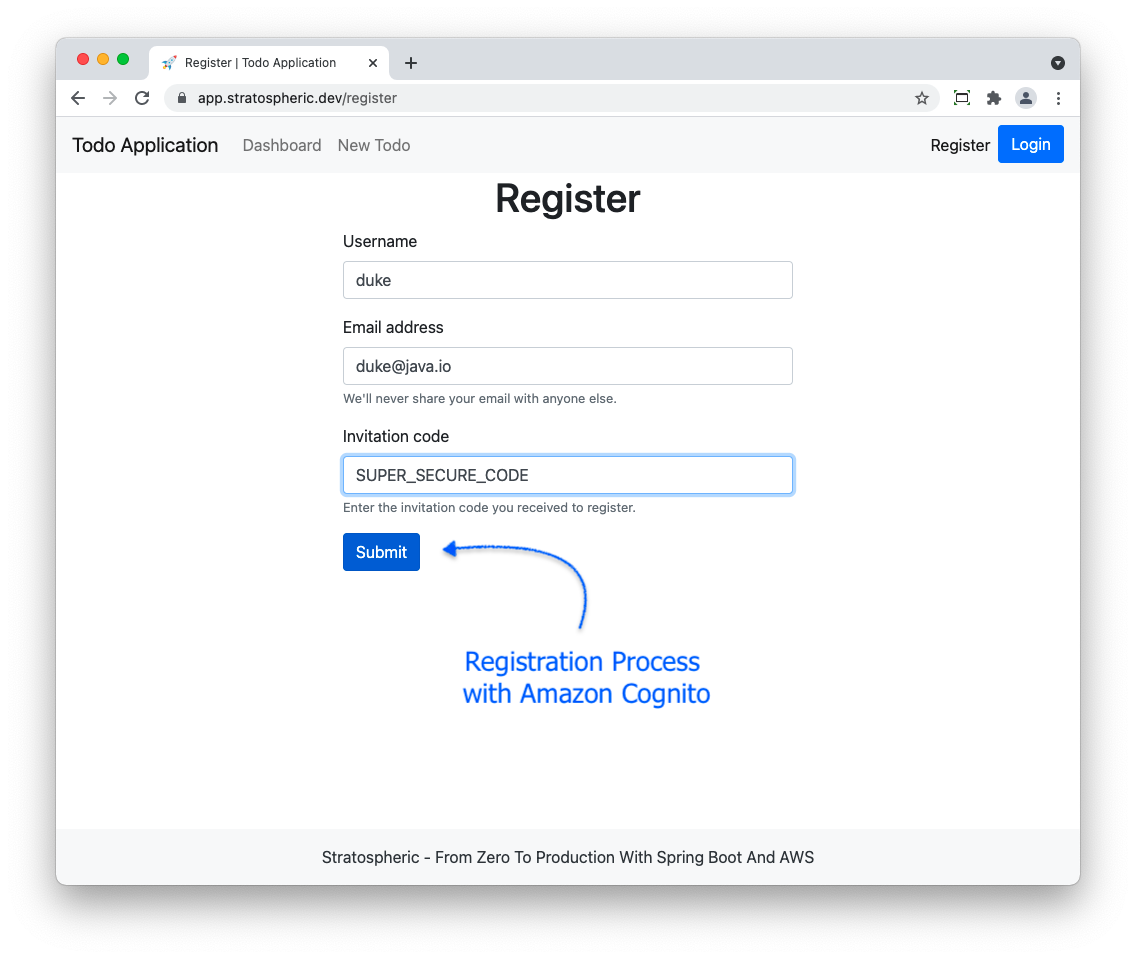 Register | Todo Application
app.stratospheric.dev/register
Todo Application Dashboard New Todo Register Login
Register
Username
duke
Email address
duke@java.io
We'll never share your email with anyone else.
Invitation code
SUPER_SECURE_CODE
Enter the invitation code you received to register.
Submit
Registration Process
with Amazon Cognito
Stratospheric - From Zero To Production With Spring Boot And AWS